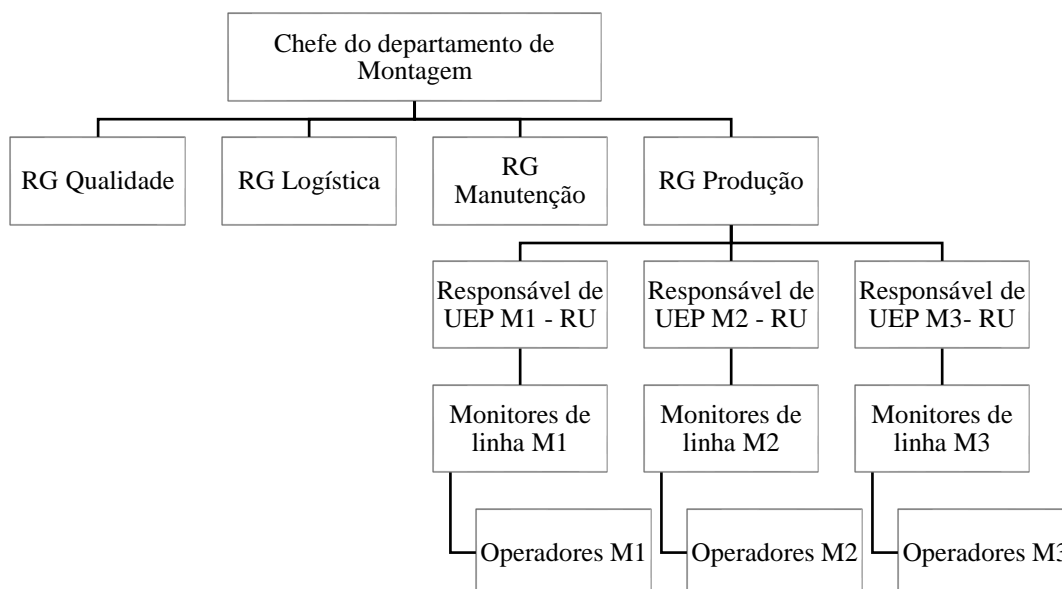 Chefe do departamento de
Montagem
RG Qualidade
RG Logística
RG
Manutenção
RG Produção
Responsável de
UEP M1 - RU
Responsável de
UEP M2 - RU
Responsável de
UEP M3- RU
Monitores de
linha M1
Monitores de
linha M2
Monitores de
linha M3
Operadores M1
Operadores M2
Operadores M3